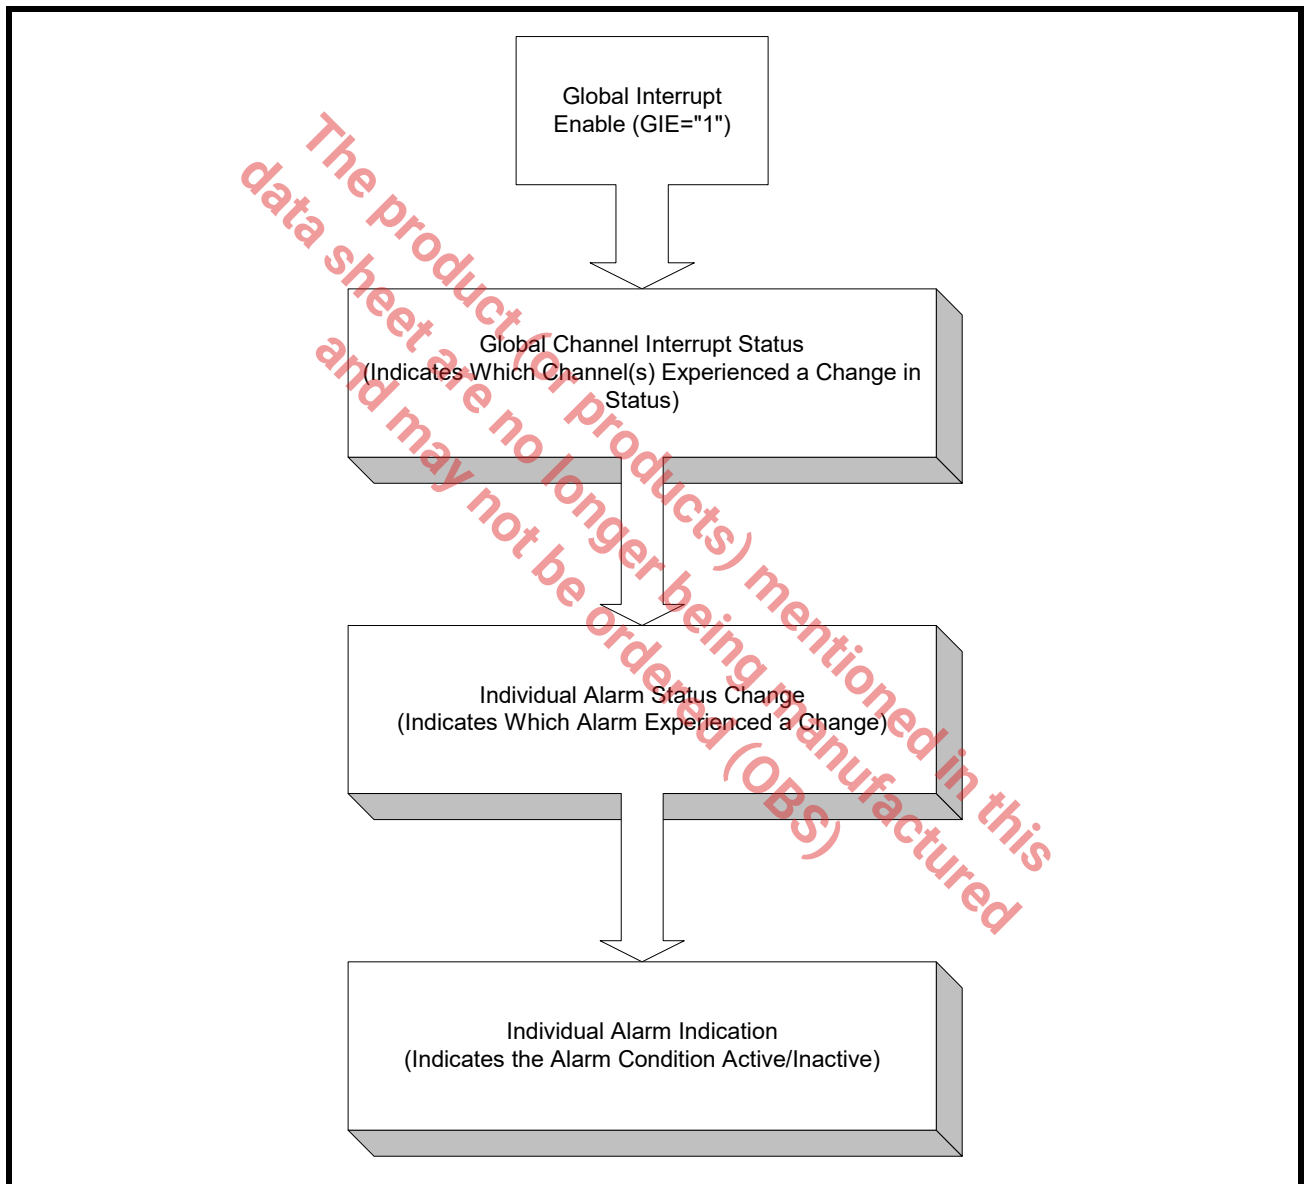 Global Interrupt
Enable (GIE="1")
Global Channel Interrupt Status
(Indicates Which Channel(s) Experienced a Change in
Status)
Individual Alarm Status Change
(Indicates Which Alarm Experienced a Change)
Individual Alarm Indication
(Indicates the Alarm Condition Active/Inactive)
The product (or products) mentioned in this
data sheet are no longer being manufactured
and may not be ordered (OBS)